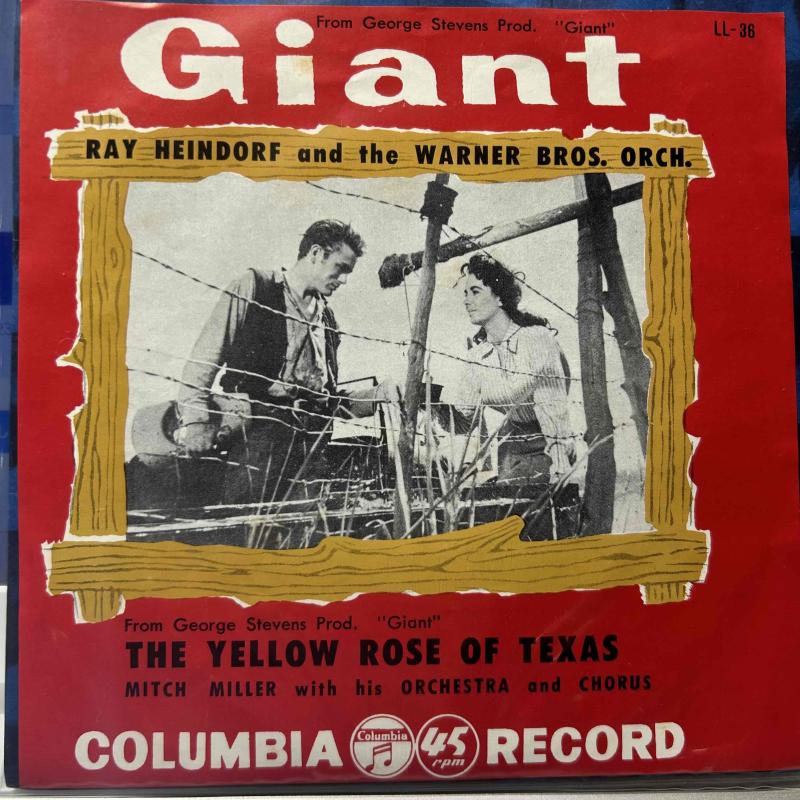 From George Stevens Prod. "Giant"
LL-36
Giant
RAY HEINDORF and the WARNER BROS. ORCH.
From George Stevens Prod. "Giant"
THE YELLOW ROSE OF TEXAS
MITCH MILLER with his ORCHESTRA and CHORUS
COLUMBIA Columbia 45 rpm RECORD